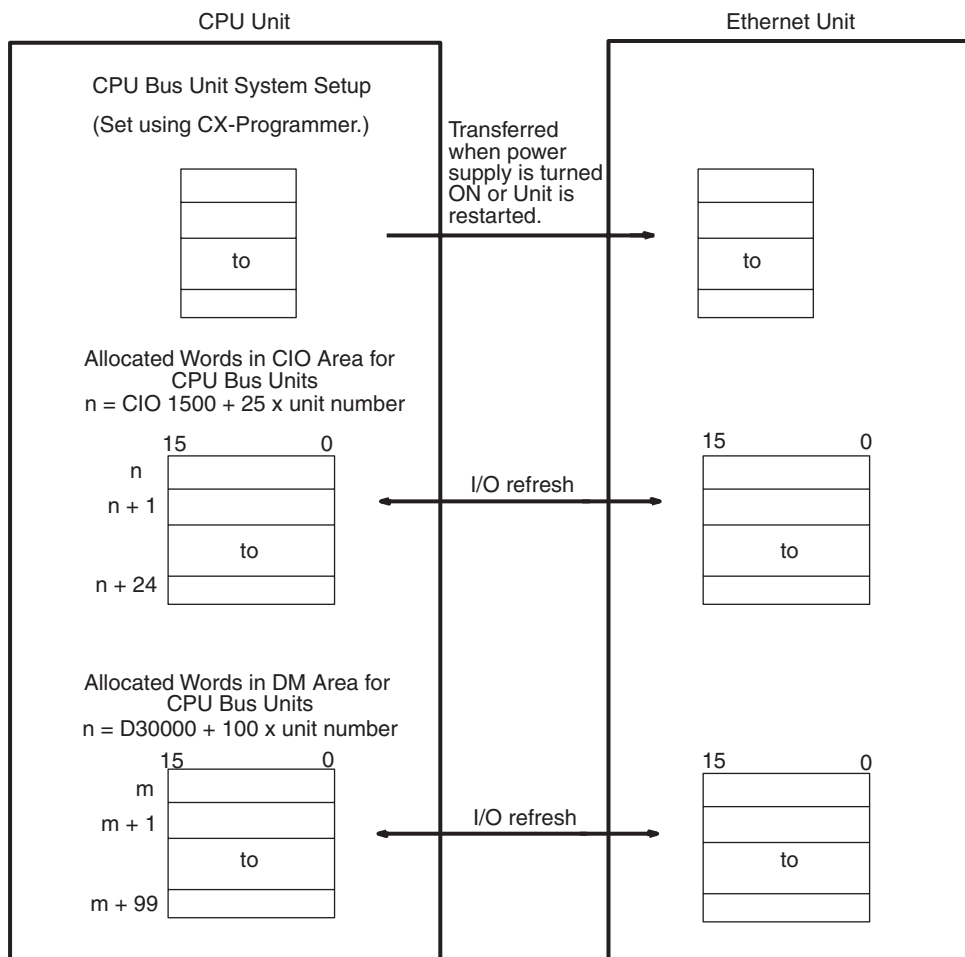 CPU Unit
Ethernet Unit
CPU Bus Unit System Setup
(Set using CX-Programmer.)
Transferred
when power
supply is turned
ON or Unit is
restarted.
to
to
Allocated Words in CIO Area for
CPU Bus Units
n = CIO 1500 + 25 x unit number
15 0
15 0
n
I/O refresh
n + 1
to
to
n + 24
Allocated Words in DM Area for
CPU Bus Units
n = D30000 + 100 x unit number
15 0
15 0
m
I/O refresh
m + 1
to
to
m + 99